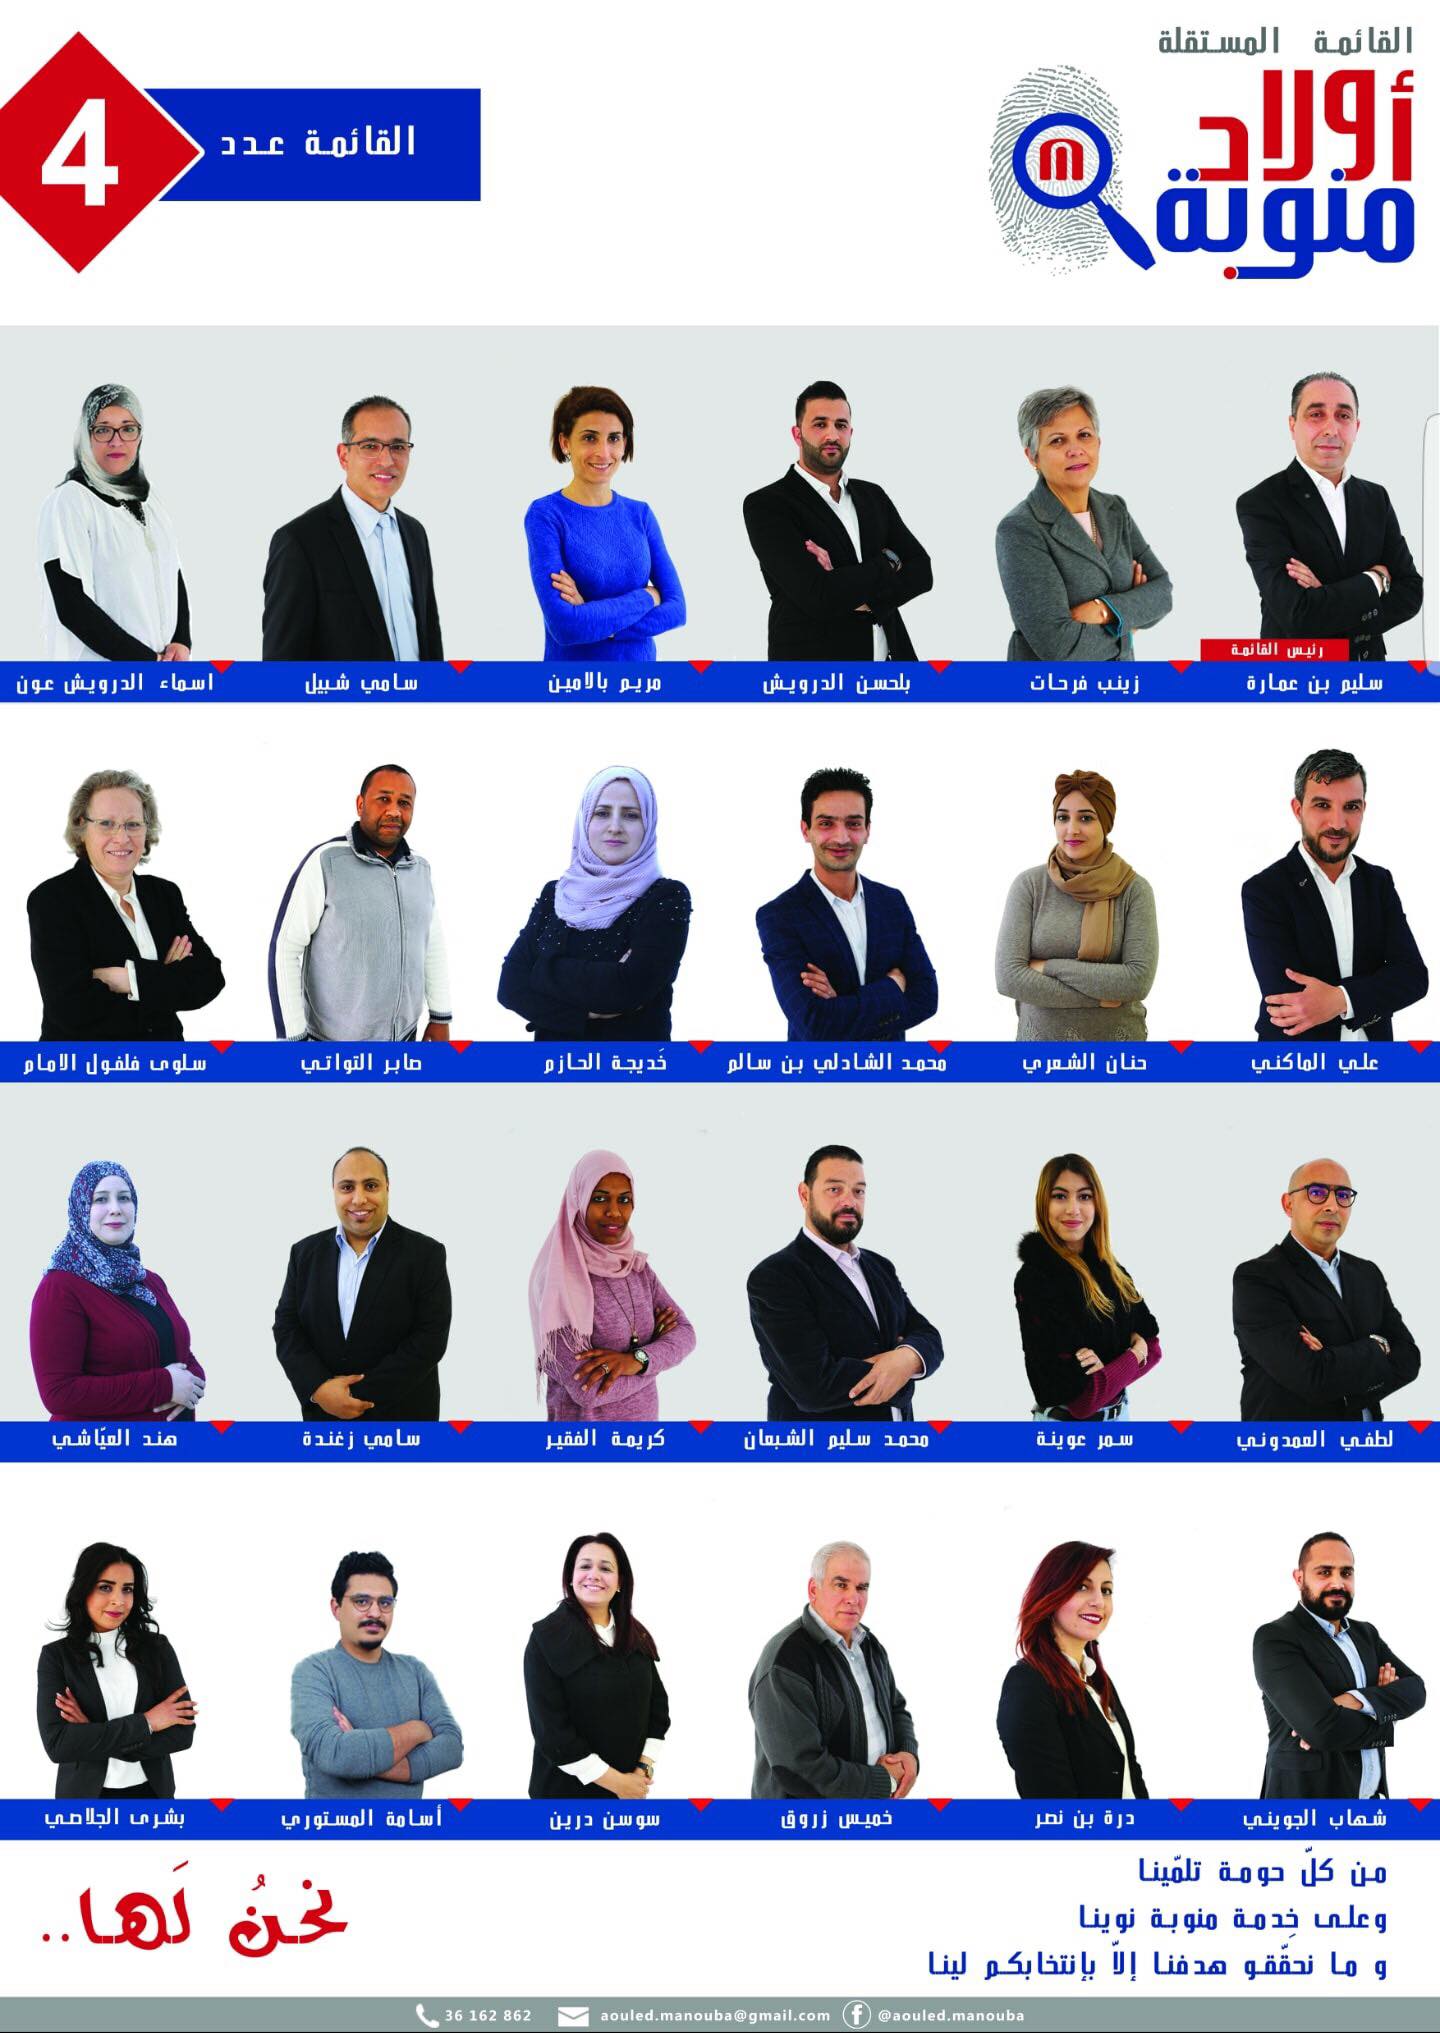 القائمة المستقلة
أولاد
منوبة
القائمة عدد
4
رئيس القائمة
سليم بن عمارة
زينب فرحات
بلحسن الدرويش
مريم بالامين
سامي شبيل
اسماء الدرويش عون
علي الماكني
حنان الشعري
محمد الشادلي بن سالم
خَديجة الحازم
صابر التواتي
سلوى فلفول الامام
لطفي العمدوني
سمر عوينة
محمد سليم الشبعان
كريمة الفقير
سامي زغندة
هند العيّاشي
شهاب الجويني
درة بن نصر
خميس زروق
سوسن درين
أسامة المستوري
بشرى الجلاصي
من كلّ حومة تلمّينا
وعلى خِدمة منوبة نوينا
و ما نحقّقو هدفنا إلاّ بإنتخابكم لينا
نحنُ لَها..
36 162 862 aouled.manouba@gmail.com @aouled.manouba